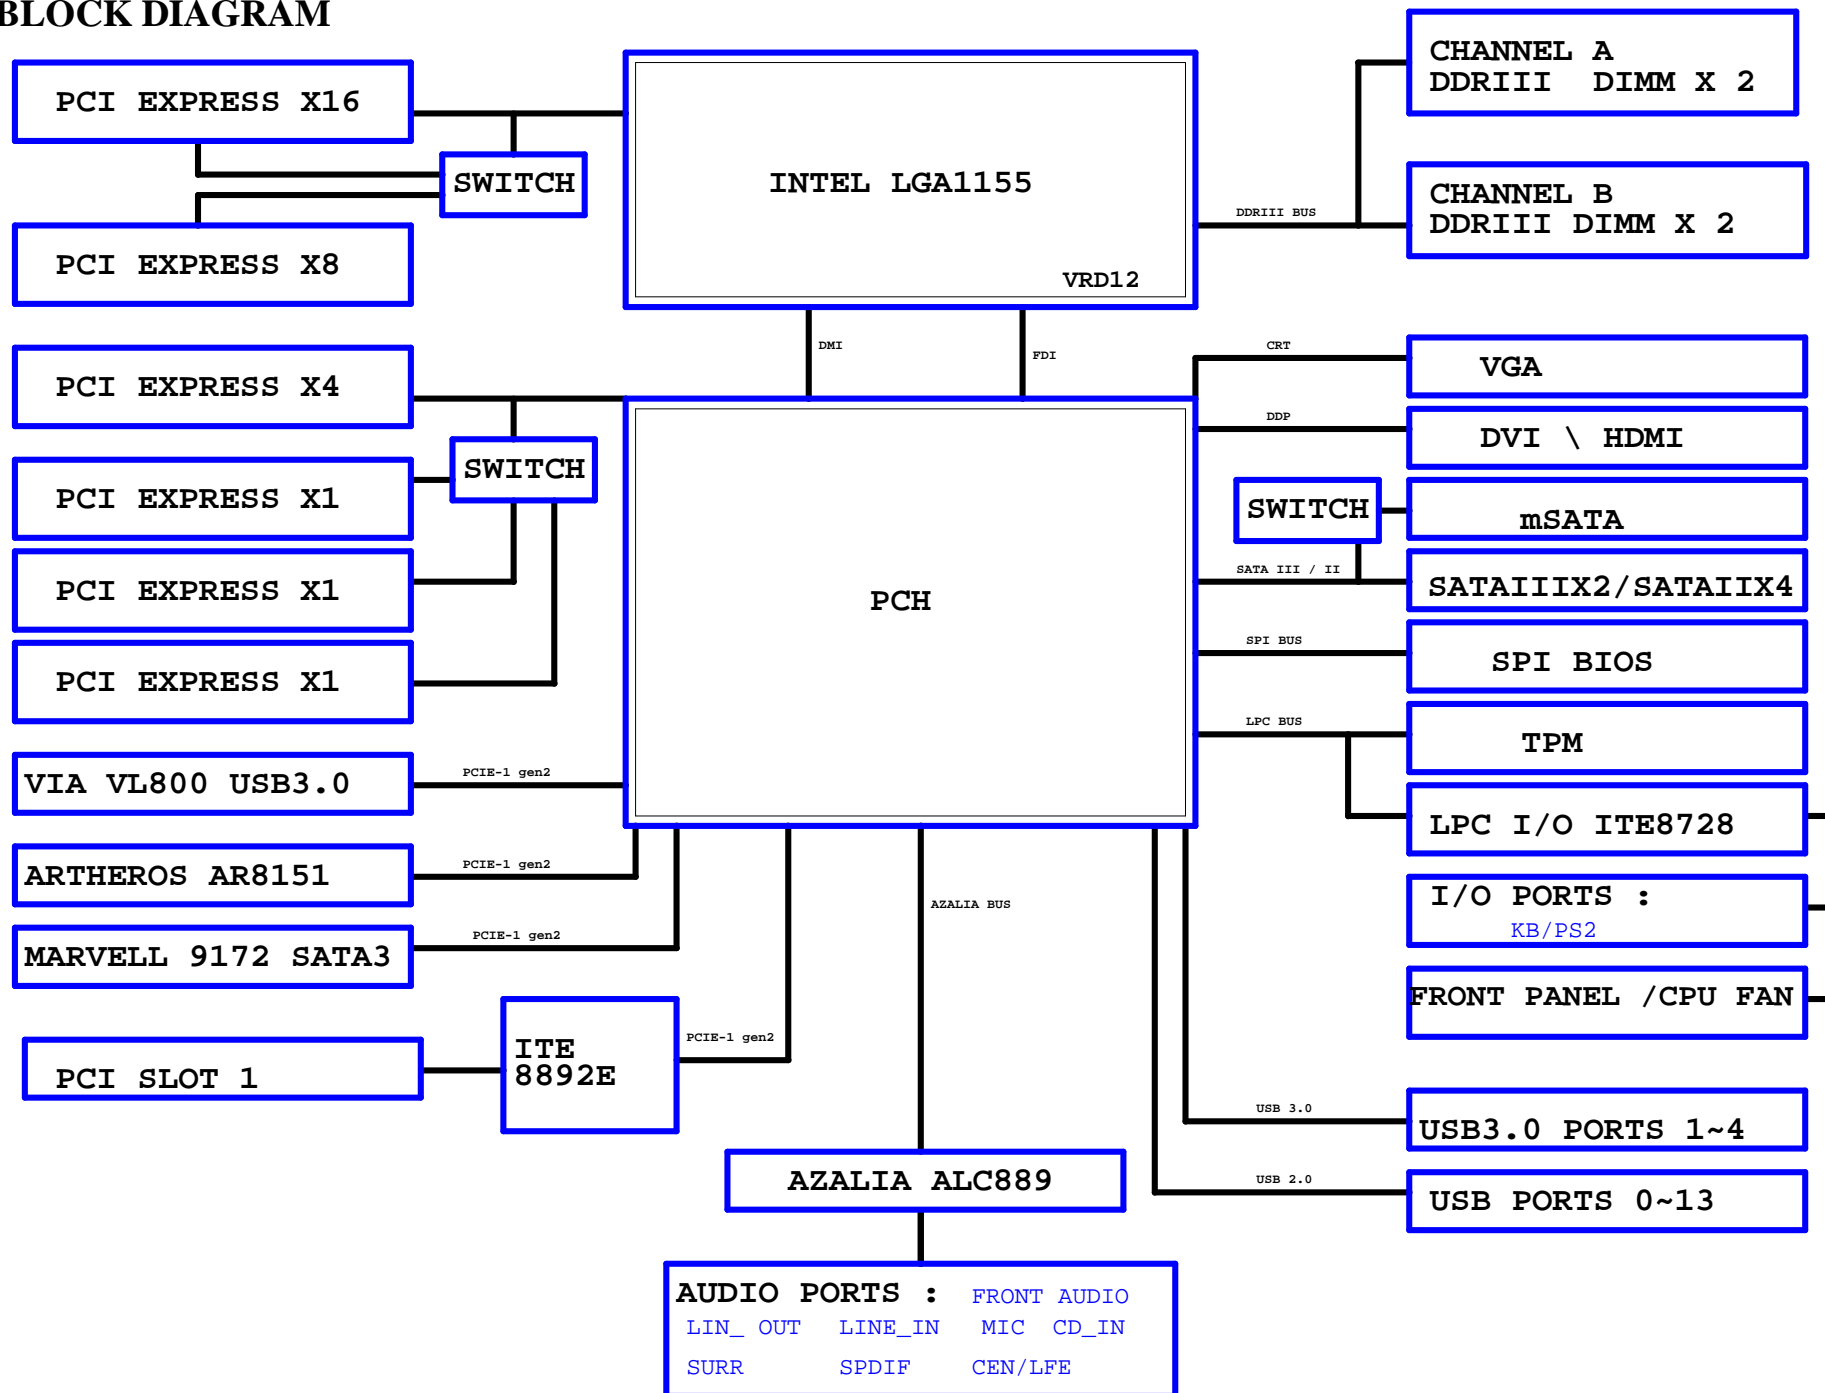 BLOCK DIAGRAM
PCI EXPRESS X16
SWITCH
PCI EXPRESS X8
INTEL LGA1155
VRD12
DDRIII BUS
CHANNEL A
DDRIII DIMM X 2
CHANNEL B
DDRIII DIMM X 2
DMI
FDI
PCI EXPRESS X4
SWITCH
PCI EXPRESS X1
PCI EXPRESS X1
PCI EXPRESS X1
VIA VL800 USB3.0
PCIE-1 gen2
ARTHEROS AR8151
PCIE-1 gen2
MARVELL 9172 SATA3
PCIE-1 gen2
PCI SLOT 1
ITE
8892E
PCIE-1 gen2
PCH
CRT
VGA
DDP
DVI \ HDMI
SWITCH
mSATA
SATA III / II
SATAIIIX2/SATAIIX4
SPI BUS
SPI BIOS
LPC BUS
TPM
LPC I/O ITE8728
I/O PORTS :
KB/PS2
FRONT PANEL /CPU FAN
USB 3.0
USB3.0 PORTS 1~4
USB 2.0
USB PORTS 0~13
AZALIA BUS
AZALIA ALC889
AUDIO PORTS : FRONT AUDIO
LIN_ OUT LINE_IN MIC CD_IN
SURR SPDIF CEN/LFE